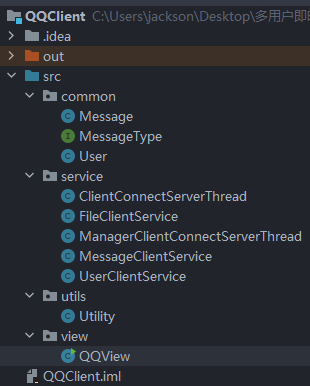 QQClient C:\Users\jackson\Desktop\多用户即
.idea
out
src
common
Message
MessageType
User
service
ClientConnectServerThread
FileClientService
ManagerClientConnectServerThread
MessageClientService
UserClientService
utils
Utility
view
QQView
QQClient.iml